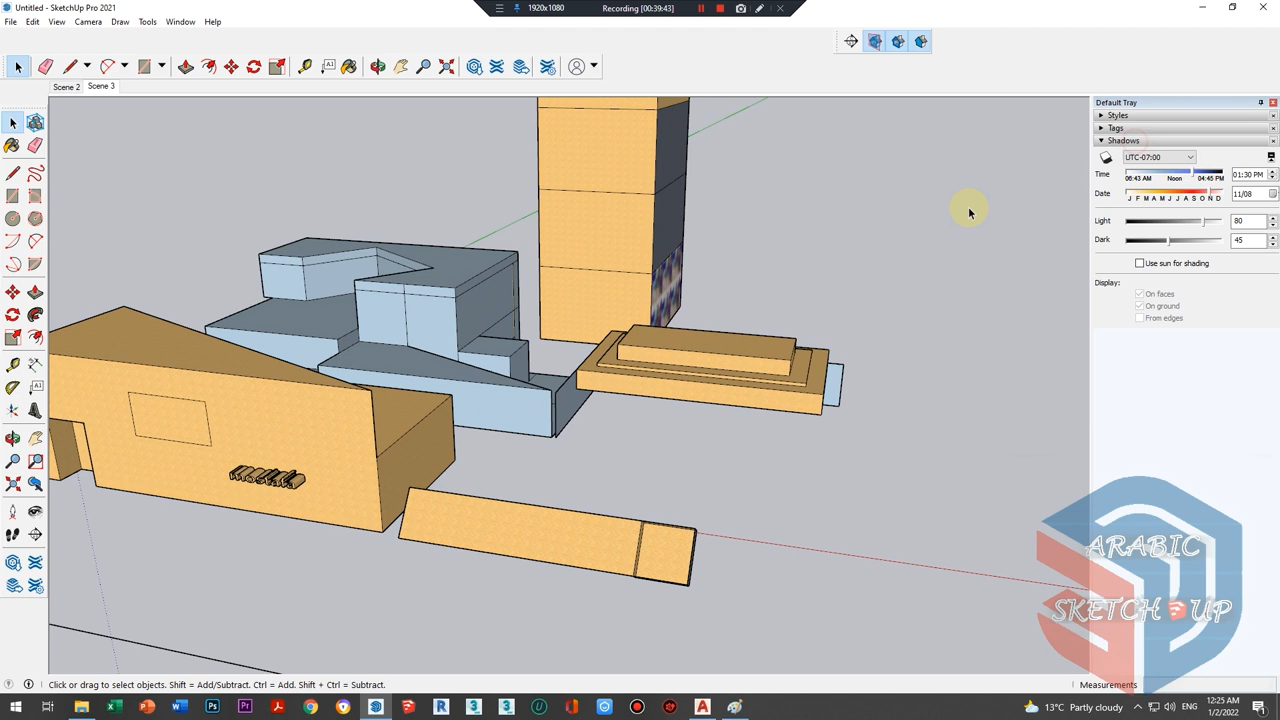 Untitled - SketchUp Pro 2021
1920x1080
Recording [00:39:43]
File Edit View Camera Draw Tools Window Help
Scene 2 Scene 3
Default Tray
Styles
Tags
Shadows
UTC-07:00
Time 06:43 AM Noon 04:45 PM 01:30 PM
Date J F M A M J J A S O N D 11/08
Light 80
Dark 45
Use sun for shading
Display:
On faces
On ground
From edges
mostafa
ARABIC
SKETCH UP
Click or drag to select objects. Shift = Add/Subtract. Ctrl = Add. Shift + Ctrl = Subtract.
Measurements
13°C Partly cloudy
12:25 AM
1/2/2022